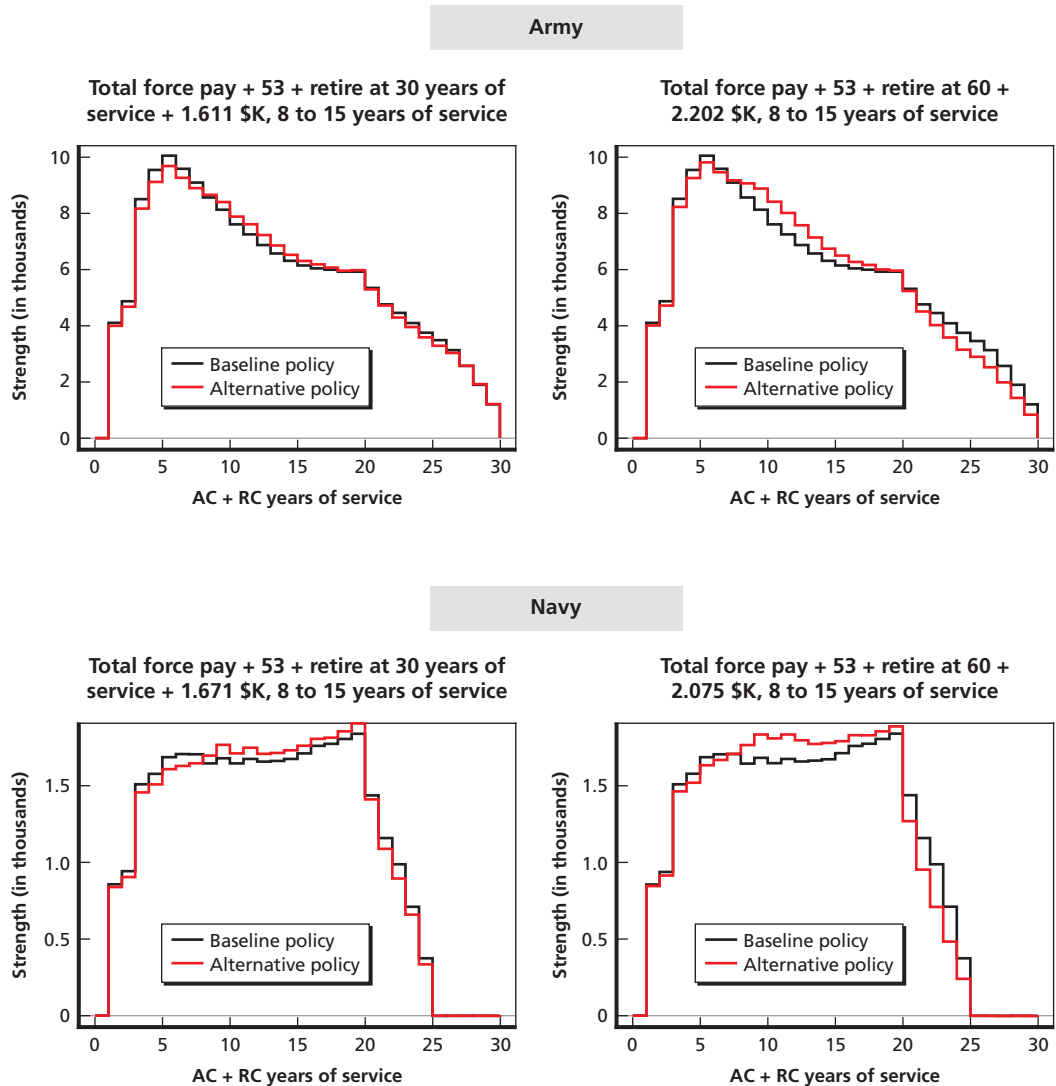 Army
Total force pay + 53 + retire at 30 years of
service + 1.611 $K, 8 to 15 years of service
Strength (in thousands)
10
8
6
4
2
0
Baseline policy
Alternative policy
0 5 10 15 20 25 30
AC + RC years of service
Total force pay + 53 + retire at 60 +
2.202 $K, 8 to 15 years of service
Strength (in thousands)
10
8
6
4
2
0
Baseline policy
Alternative policy
0 5 10 15 20 25 30
AC + RC years of service
Navy
Total force pay + 53 + retire at 30 years of
service + 1.671 $K, 8 to 15 years of service
Strength (in thousands)
1.5
1.0
0.5
0
Baseline policy
Alternative policy
0 5 10 15 20 25 30
AC + RC years of service
Total force pay + 53 + retire at 60 +
2.075 $K, 8 to 15 years of service
Strength (in thousands)
1.5
1.0
0.5
0
Baseline policy
Alternative policy
0 5 10 15 20 25 30
AC + RC years of service